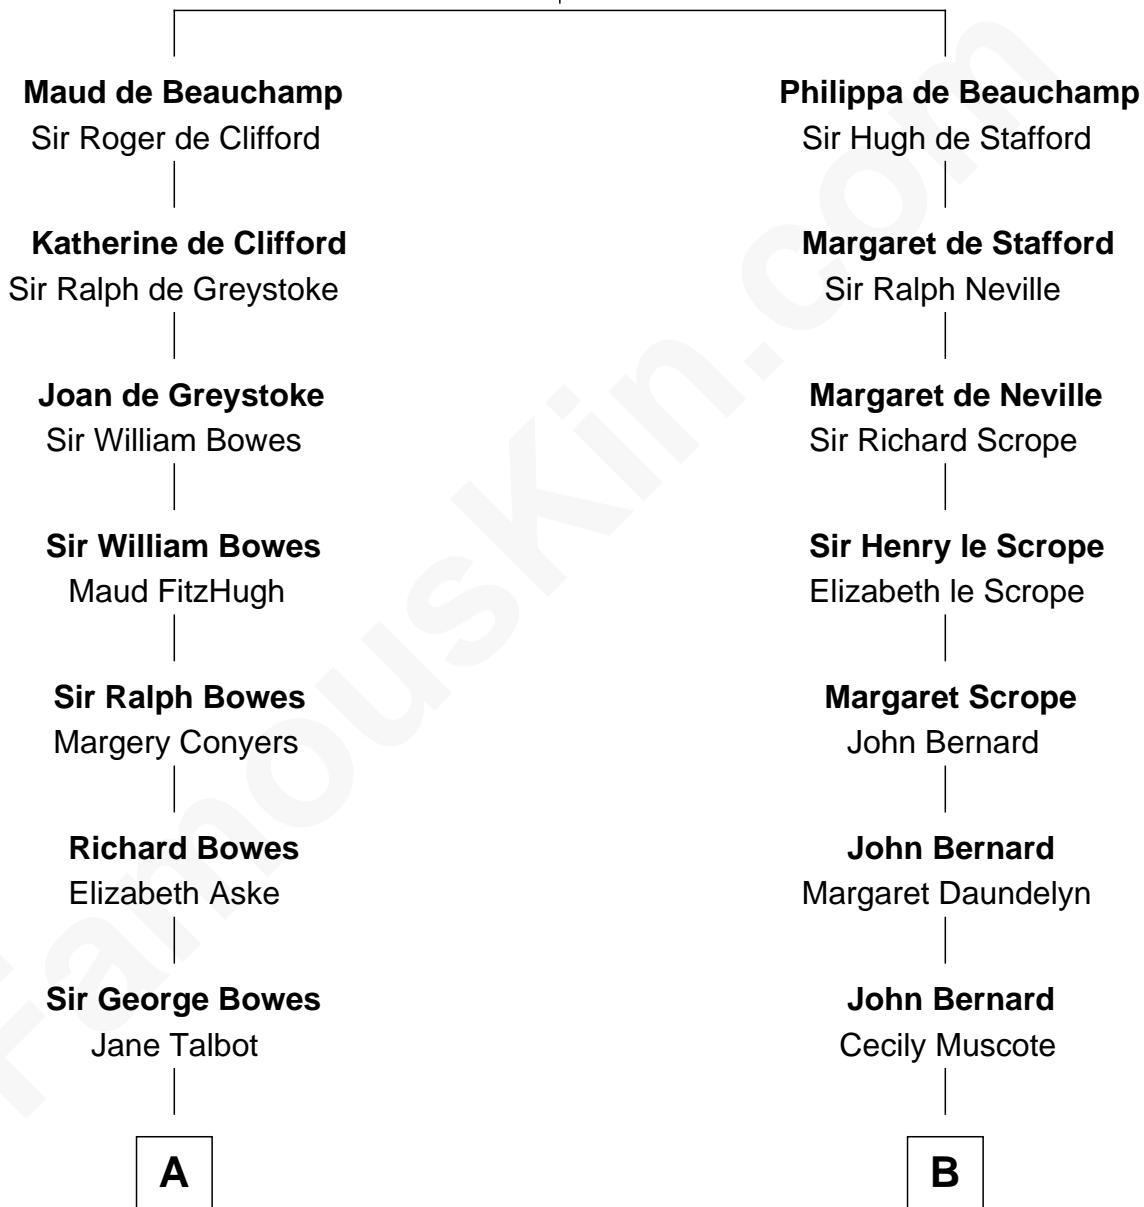 Maud de Beauchamp
Sir Roger de Clifford
Katherine de Clifford
Sir Ralph de Greystoke
Joan de Greystoke
Sir William Bowes
Sir William Bowes
Maud FitzHugh
Sir Ralph Bowes
Margery Conyers
Richard Bowes
Elizabeth Aske
Sir George Bowes
Jane Talbot
A
Philippa de Beauchamp
Sir Hugh de Stafford
Margaret de Stafford
Sir Ralph Neville
Margaret de Neville
Sir Richard Scrope
Sir Henry le Scrope
Elizabeth le Scrope
Margaret Scrope
John Bernard
John Bernard
Margaret Daundelyn
John Bernard
Cecily Muscote
B
FamousKin.com